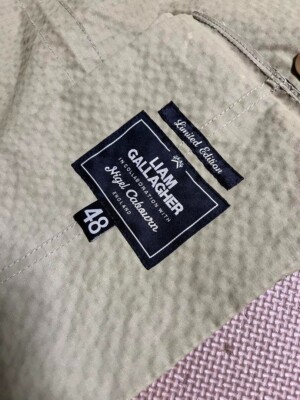 Limited Edition
LIAM
GALLAGHER
IN COLLABORATION WITH
Nigel Cabourn
ENGLAND
48